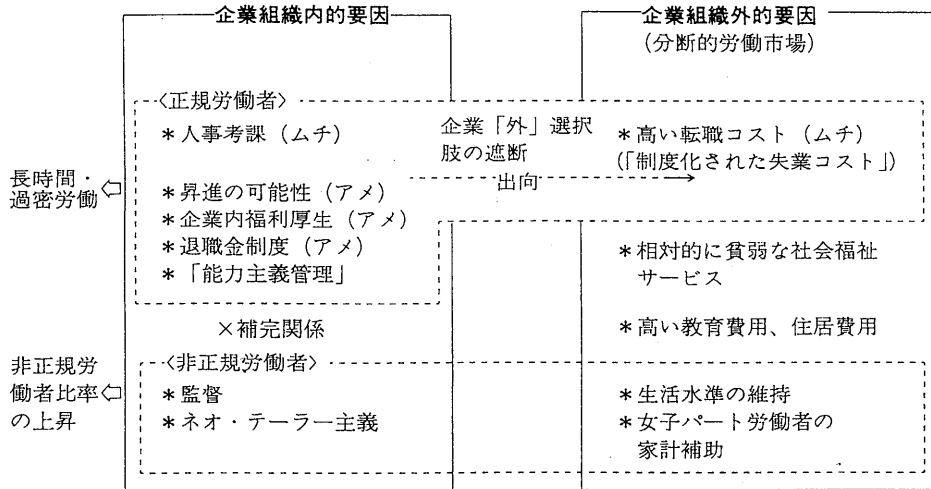 企業組織内的要因
企業組織外的要因
(分断的労働市場)
〈正規労働者〉
*人事考課(ムチ)
企業「外」選択
肢の遮断
*高い転職コスト(ムチ)
(「制度化された失業コスト」)
長時間・
過密労働
出向
*昇進の可能性(アメ)
*企業内福利厚生(アメ)
*退職金制度(アメ)
*「能力主義管理」
*相対的に貧弱な社会福祉
サービス
×補完関係
*高い教育費用、住居費用
非正規労
働者比率
の上昇
〈非正規労働者〉
*監督
*ネオ・テーラー主義
*生活水準の維持
*女子パート労働者の
家計補助